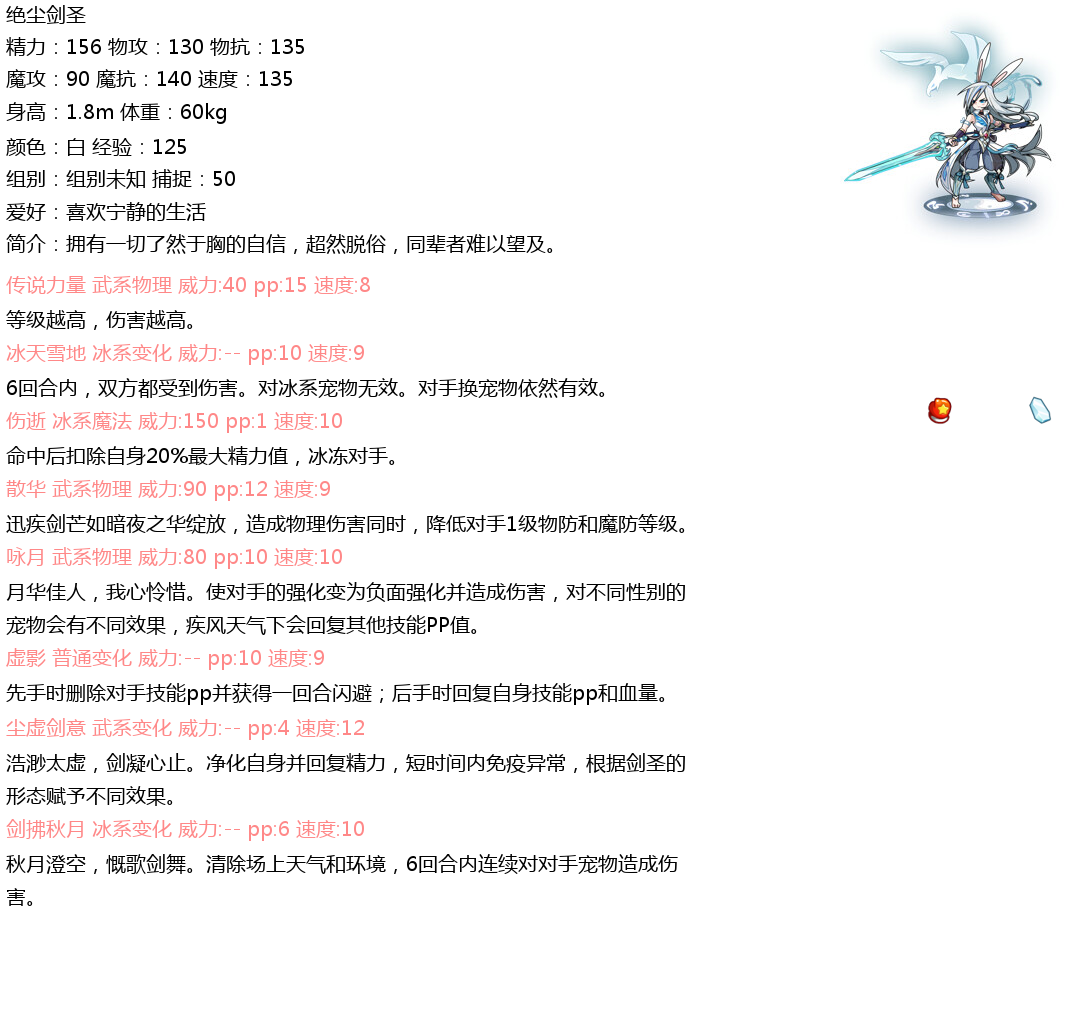 绝尘剑圣
精力：156 物攻：130 物抗：135
魔攻：90 魔抗：140 速度：135
身高：1.8m 体重：60kg
颜色：白 经验：125
组别：组别未知 捕捉：50
爱好：喜欢宁静的生活
简介：拥有一切了然于胸的自信，超然脱俗，同辈者难以望及。
传说力量 武系物理 威力:40 pp:15 速度:8
等级越高，伤害越高。
冰天雪地 冰系变化 威力:-- pp:10 速度:9
6回合内，双方都受到伤害。对冰系宠物无效。对手换宠物依然有效。
伤逝 冰系魔法 威力:150 pp:1 速度:10
命中后扣除自身20%最大精力值，冰冻对手。
散华 武系物理 威力:90 pp:12 速度:9
迅疾剑芒如暗夜之华绽放，造成物理伤害同时，降低对手1级物防和魔防等级。
咏月 武系物理 威力:80 pp:10 速度:10
月华佳人，我心怜惜。使对手的强化变为负面强化并造成伤害，对不同性别的
宠物会有不同效果，疾风天气下会回复其他技能PP值。
虚影 普通变化 威力:-- pp:10 速度:9
先手时删除对手技能pp并获得一回合闪避；后手时回复自身技能pp和血量。
尘虚剑意 武系变化 威力:-- pp:4 速度:12
浩渺太虚，剑凝心止。净化自身并回复精力，短时间内免疫异常，根据剑圣的
形态赋予不同效果。
剑拂秋月 冰系变化 威力:-- pp:6 速度:10
秋月澄空，慨歌剑舞。清除场上天气和环境，6回合内连续对对手宠物造成伤
害。